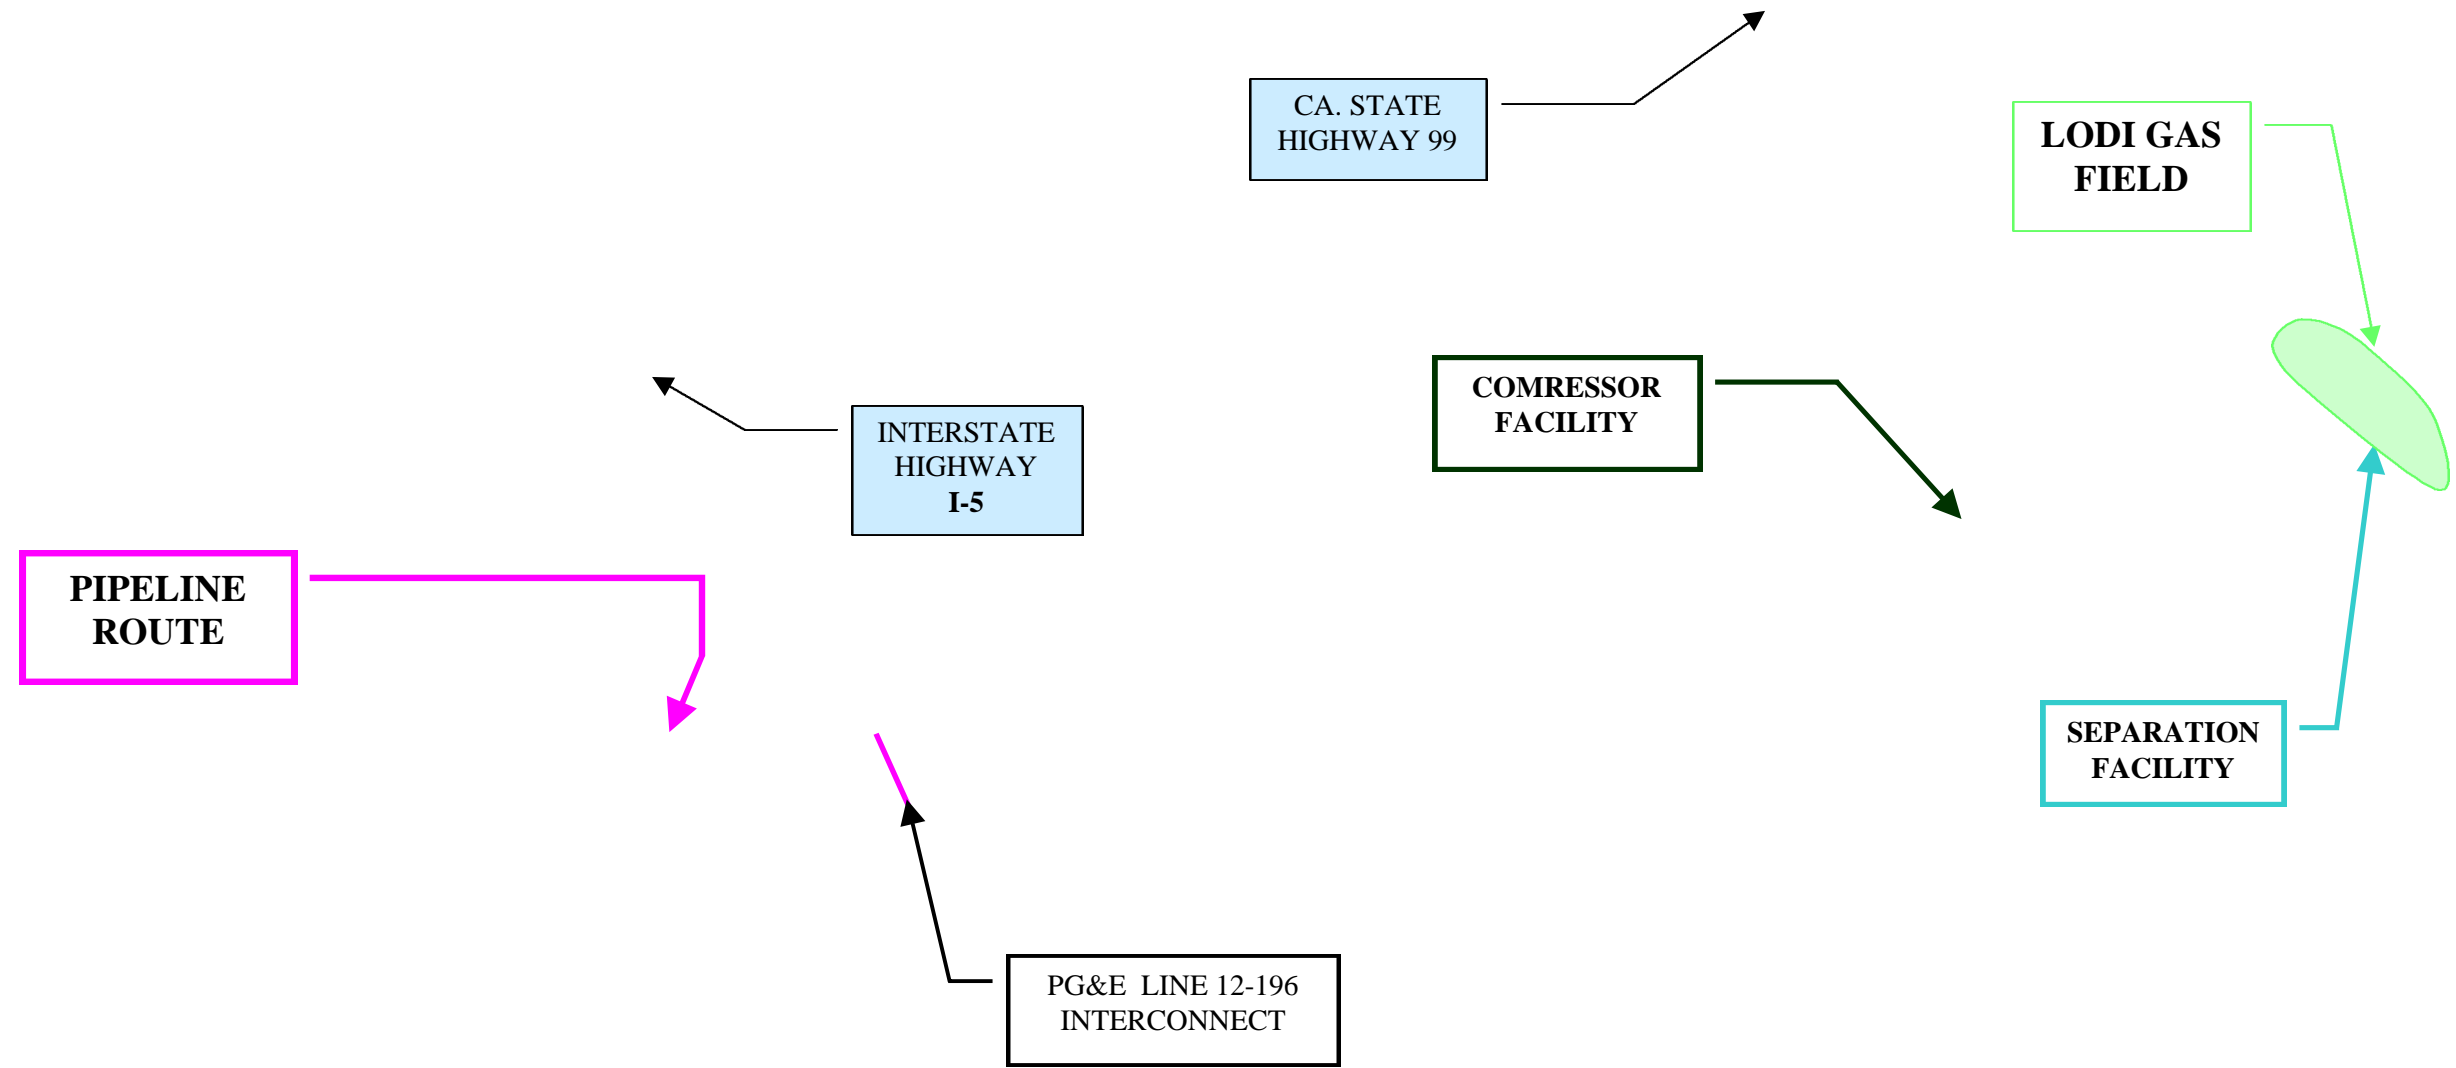 CA. STATE
HIGHWAY 99
LODI GAS
FIELD
COMRESSOR
FACILITY
INTERSTATE
HIGHWAY
I-5
PIPELINE
ROUTE
SEPARATION
FACILITY
PG&E  LINE 12-196
INTERCONNECT